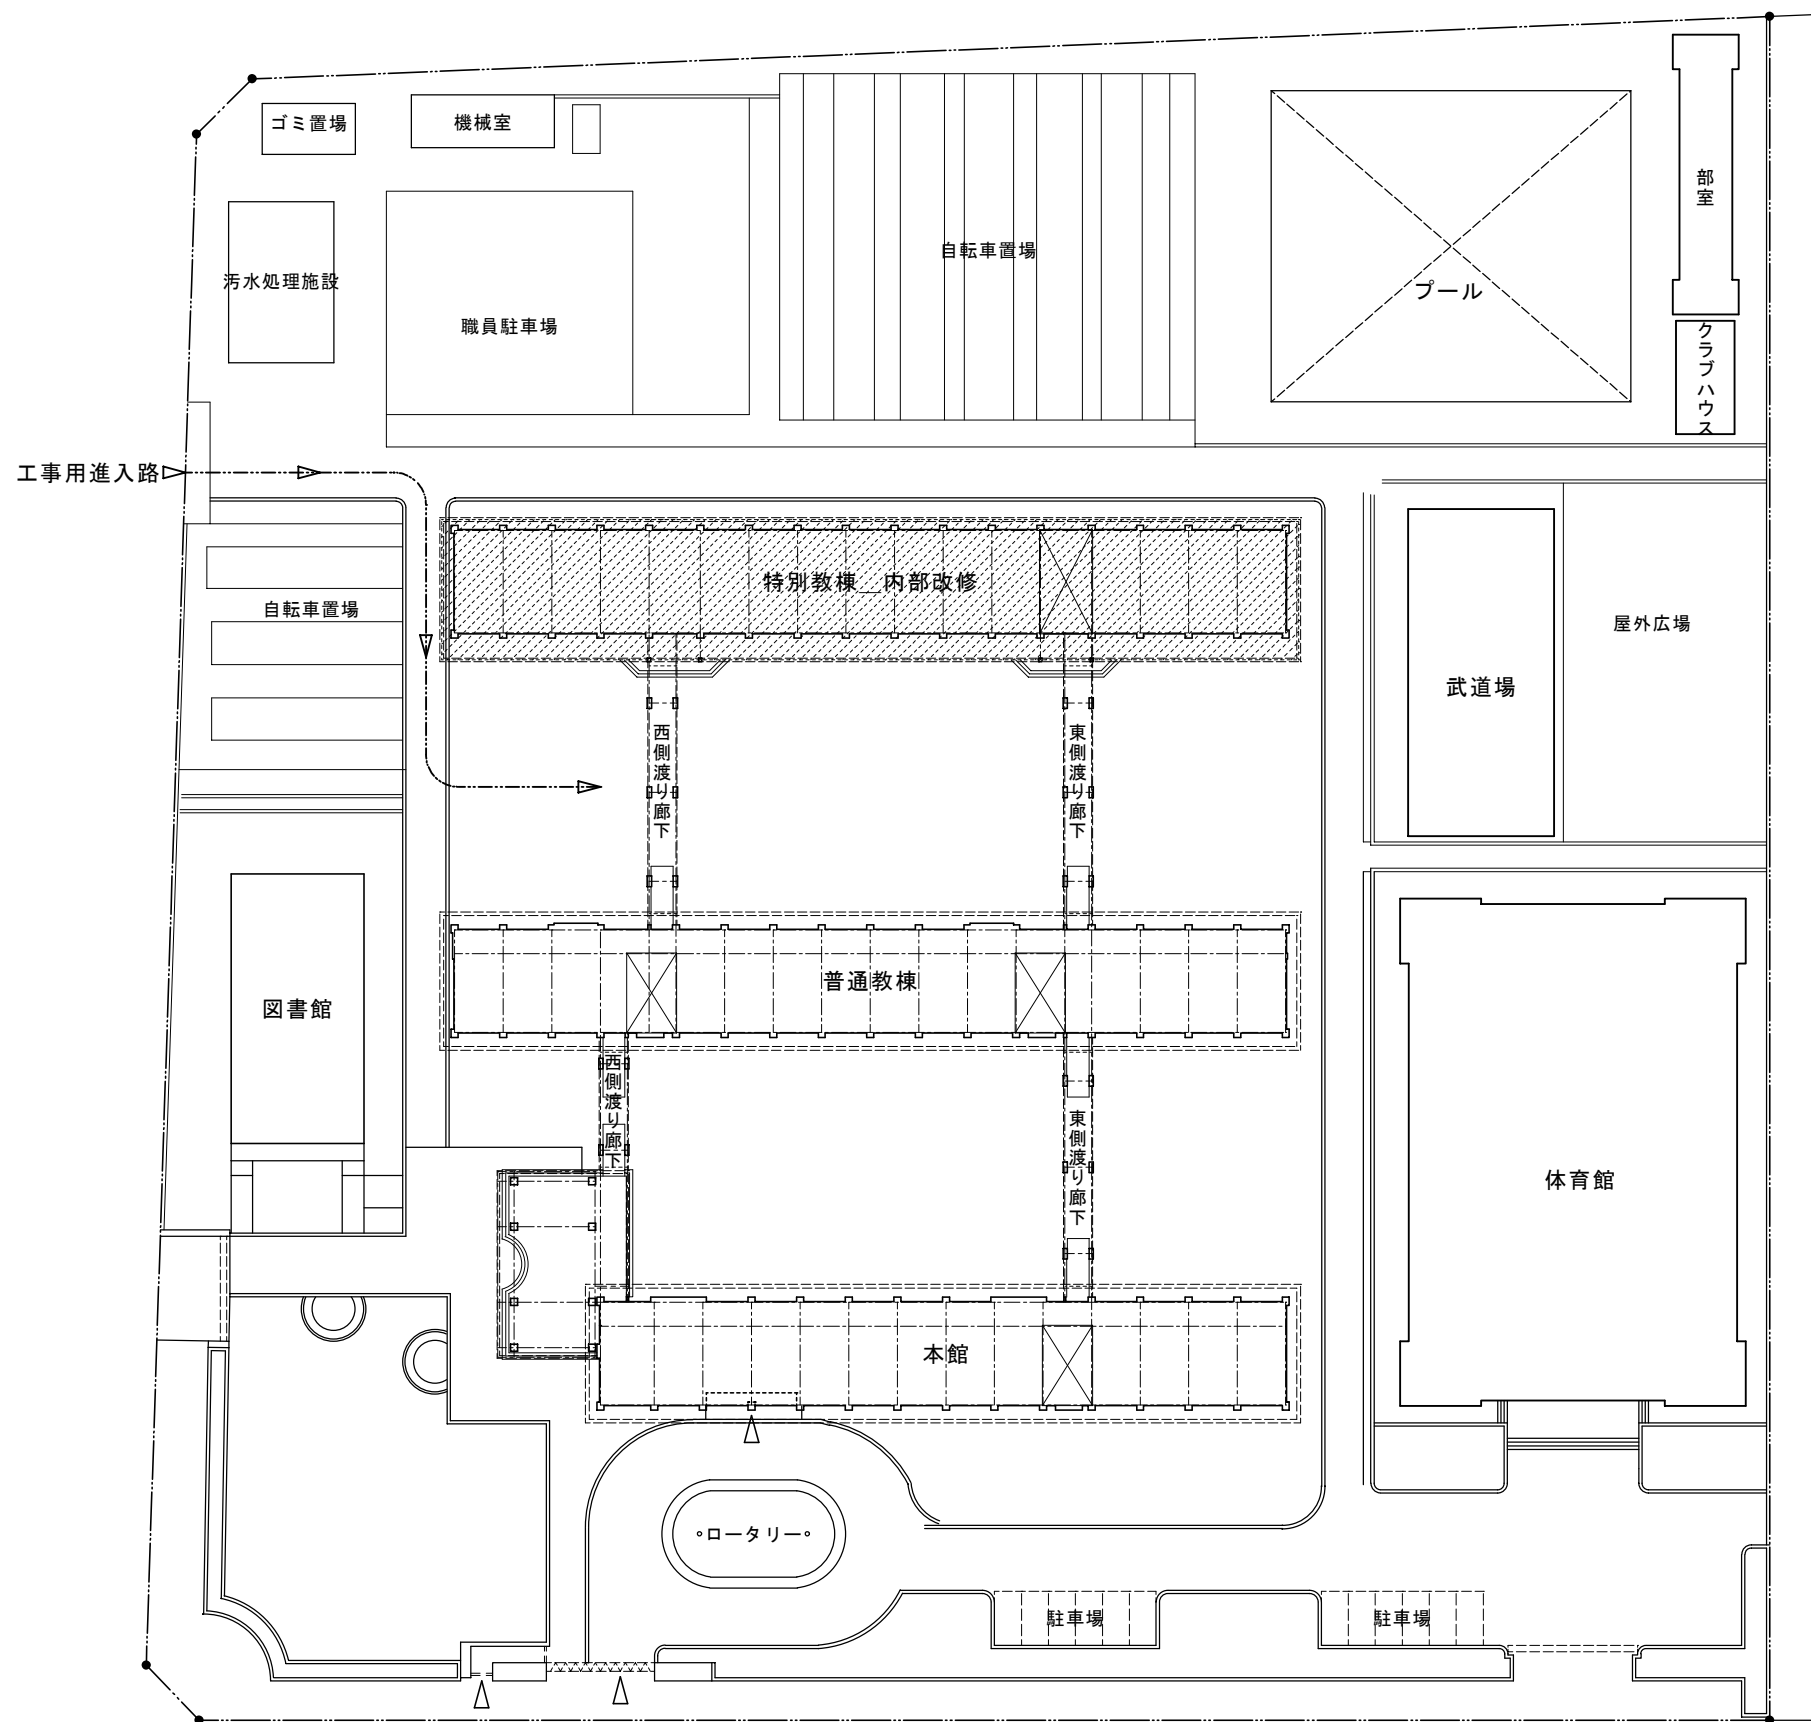 ゴミ置場
機械室
部室
自転車置場
汚水処理施設
プール
職員駐車場
クラブハウス
工事用進入路
特別教棟__内部改修
自転車置場
屋外広場
武道場
西側渡り廊下
東側渡り廊下
普通教棟
図書館
西側渡り廊下
東側渡り廊下
体育館
本館
ロータリー
駐車場
駐車場